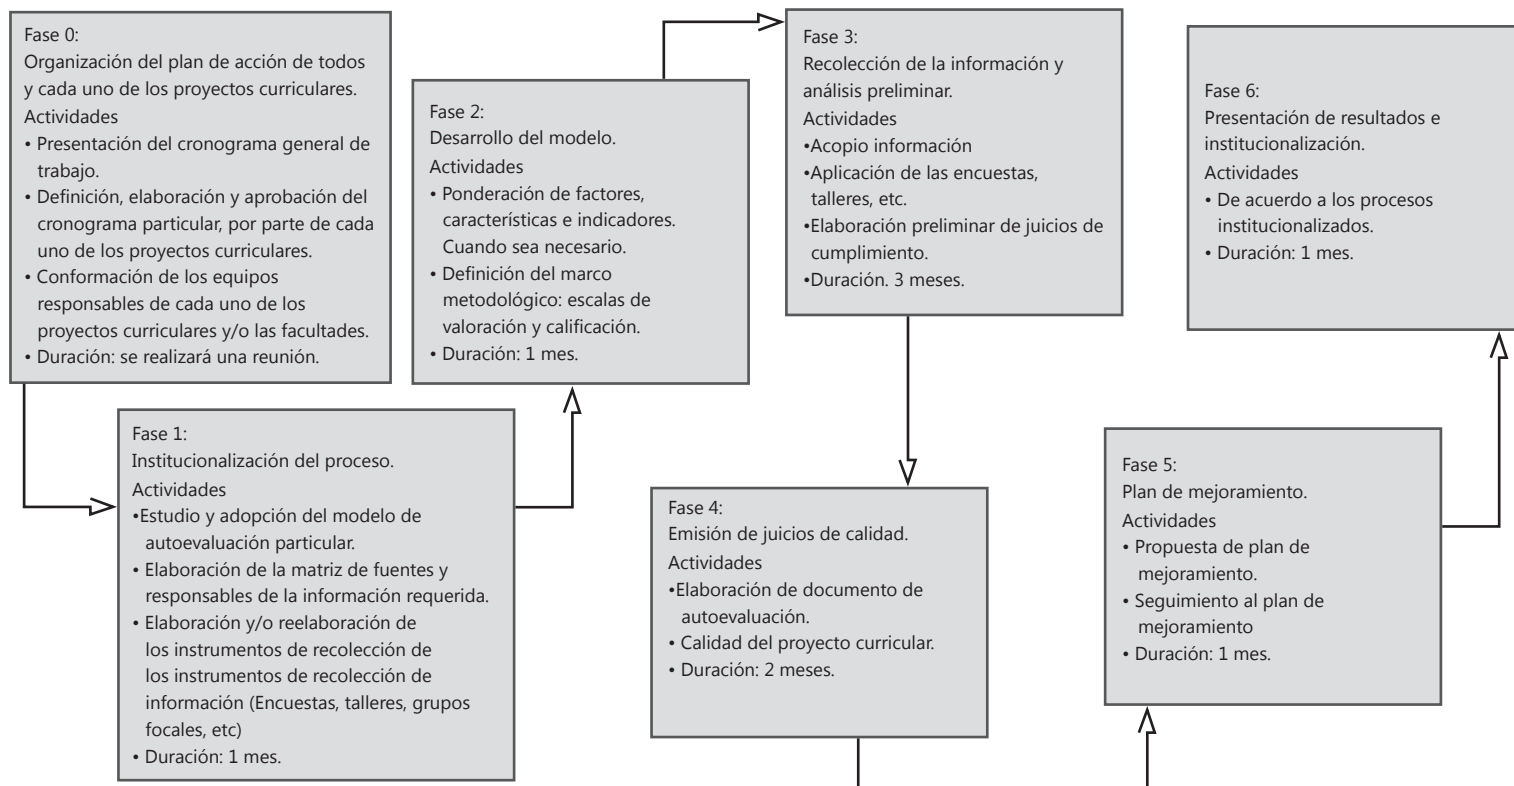 Fase 0:
Organización del plan de acción de todos
y cada uno de los proyectos curriculares.
Actividades
• Presentación del cronograma general de
trabajo.
• Definición, elaboración y aprobación del
cronograma particular, por parte de cada
uno de los proyectos curriculares.
• Conformación de los equipos
responsables de cada uno de los
proyectos curriculares y/o las facultades.
• Duración: se realizará una reunión.
Fase 1:
Institucionalización del proceso.
Actividades
•Estudio y adopción del modelo de
autoevaluación particular.
• Elaboración de la matriz de fuentes y
responsables de la información requerida.
• Elaboración y/o reelaboración de
los instrumentos de recolección de
los instrumentos de recolección de
información (Encuestas, talleres, grupos
focales, etc)
• Duración: 1 mes.
Fase 2:
Desarrollo del modelo.
Actividades
• Ponderación de factores,
características e indicadores.
Cuando sea necesario.
• Definición del marco
metodológico: escalas de
valoración y calificación.
• Duración: 1 mes.
Fase 3:
Recolección de la información y
análisis preliminar.
Actividades
•Acopio información
•Aplicación de las encuestas,
talleres, etc.
•Elaboración preliminar de juicios de
cumplimiento.
•Duración. 3 meses.
Fase 4:
Emisión de juicios de calidad.
Actividades
•Elaboración de documento de
autoevaluación.
• Calidad del proyecto curricular.
• Duración: 2 meses.
Fase 5:
Plan de mejoramiento.
Actividades
• Propuesta de plan de
mejoramiento.
• Seguimiento al plan de
mejoramiento
• Duración: 1 mes.
Fase 6:
Presentación de resultados e
institucionalización.
Actividades
• De acuerdo a los procesos
institucionalizados.
• Duración: 1 mes.